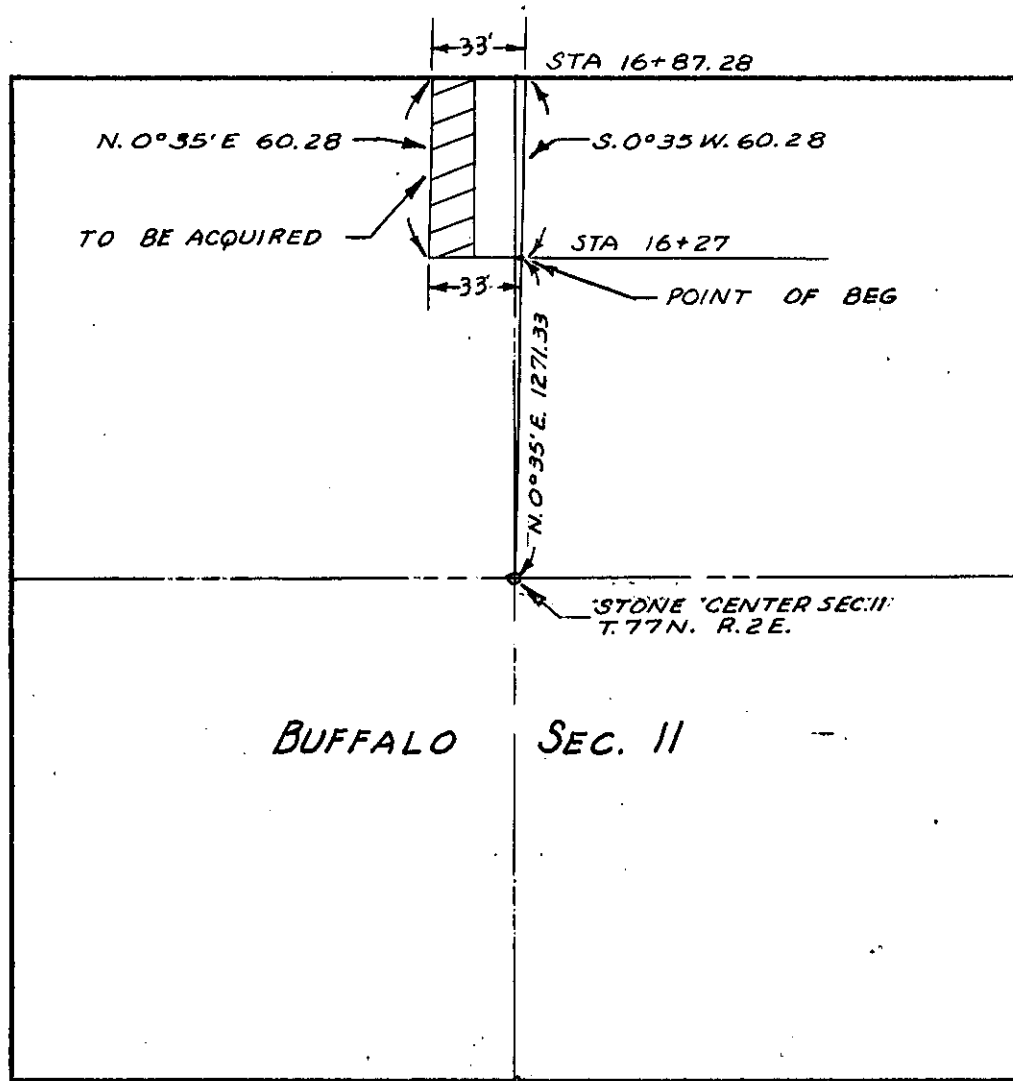 33'
STA 16+87.28
N. 0°35' E 60.28
S. 0°35 W. 60.28
TO BE ACQUIRED
STA 16+27
33'
POINT OF BEG
N. 0°35' E. 1271.33
STONE CENTER SEC. 11
T. 77 N. R. 2 E.
BUFFALO SEC. 11